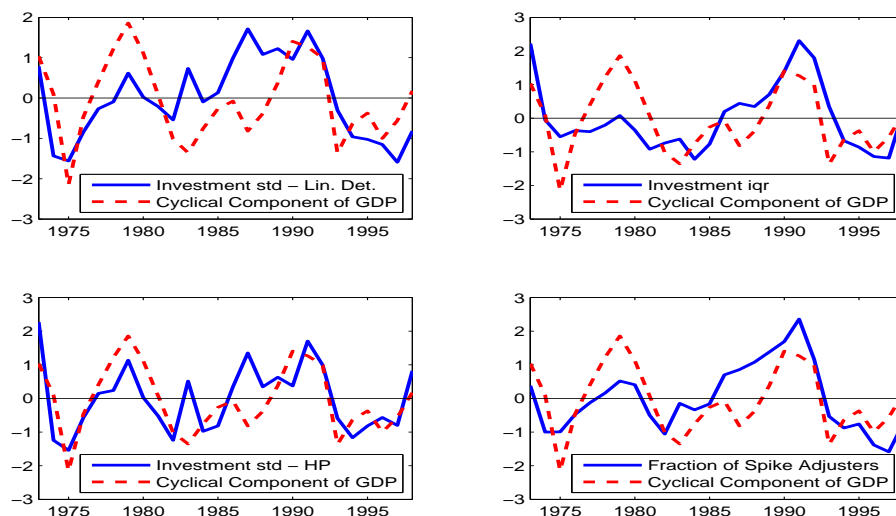 2
1
0
−1
−2
−3
1975 1980 1985 1990 1995
Investment std − Lin. Det.
Cyclical Component of GDP
3
2
1
0
−1
−2
−3
1975 1980 1985 1990 1995
Investment iqr
Cyclical Component of GDP
3
2
1
0
−1
−2
−3
1975 1980 1985 1990 1995
Investment std − HP
Cyclical Component of GDP
3
2
1
0
−1
−2
−3
1975 1980 1985 1990 1995
Fraction of Spike Adjusters
Cyclical Component of GDP